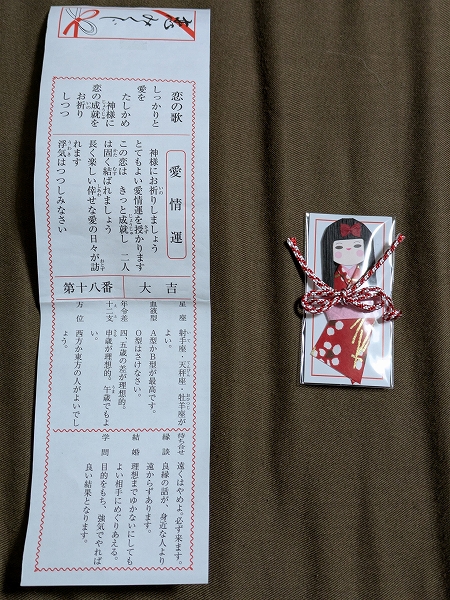 恋みくじ
恋の歌
しっかりと
愛を
たしかめ
神様に
恋の成就を
お祈り
しつつ
愛情運
神様にお祈りしましょう
とてもよい愛情運を授かります
この恋は きっと成就し 二人
は固く結ばれましょう
長く楽しい倖せな愛の日々が訪
れます
浮気はつつしみなさい
第十八番 大吉
星座 射手座・天秤座・牡羊座が
よい。
血液型 A型かB型が最高です。
O型はさけなさい。
年令差 四、五歳の差が理想的。
十二支 申歳が理想的。午歳でもよ
い。
方位 西方か東方の人がよいでし
ょう。
待ち合せ 遠くはやめよ。必ず来ます。
縁談 良縁の話が、身近な人より
遠からずあります。
結婚 理想までゆかないにしても
よい相手にめぐりあえる。
学問 目的をもち、強気でやれば
良い結果となります。